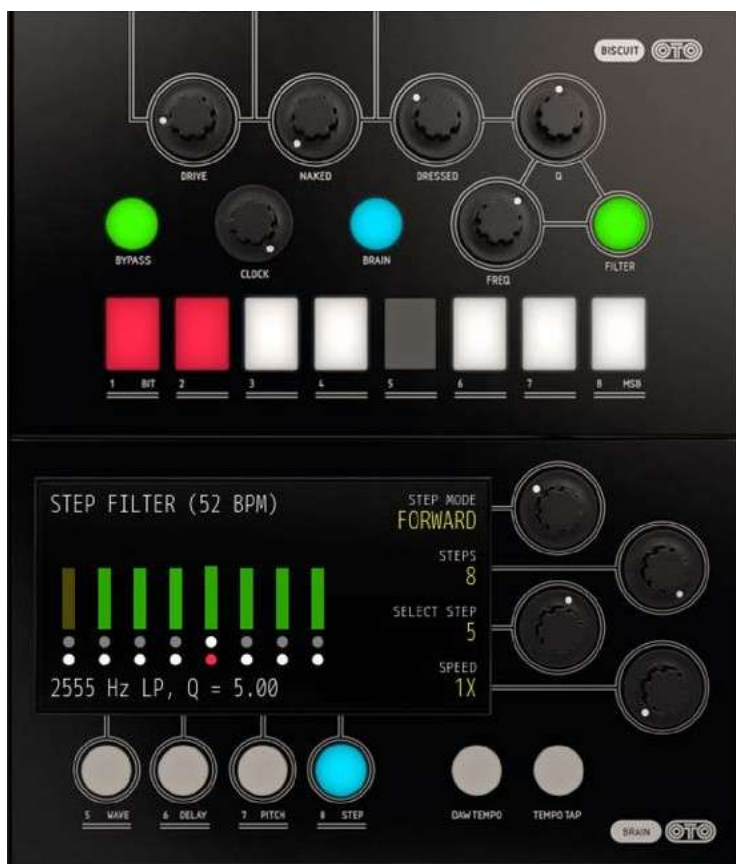 BISCUIT OTO
DRIVE NAKED DRESSED Q
BYPASS CLOCK BRAIN FREQ FILTER
1 BIT 2 3 4 5 6 7 8 MSB
STEP FILTER (52 BPM)
STEP MODE
FORWARD
STEPS
8
SELECT STEP
5
SPEED
1X
2555 Hz LP, Q = 5.00
5 WAVE 6 DELAY 7 PITCH 8 STEP DAW TEMPO TEMPO TAP
BRAIN OTO